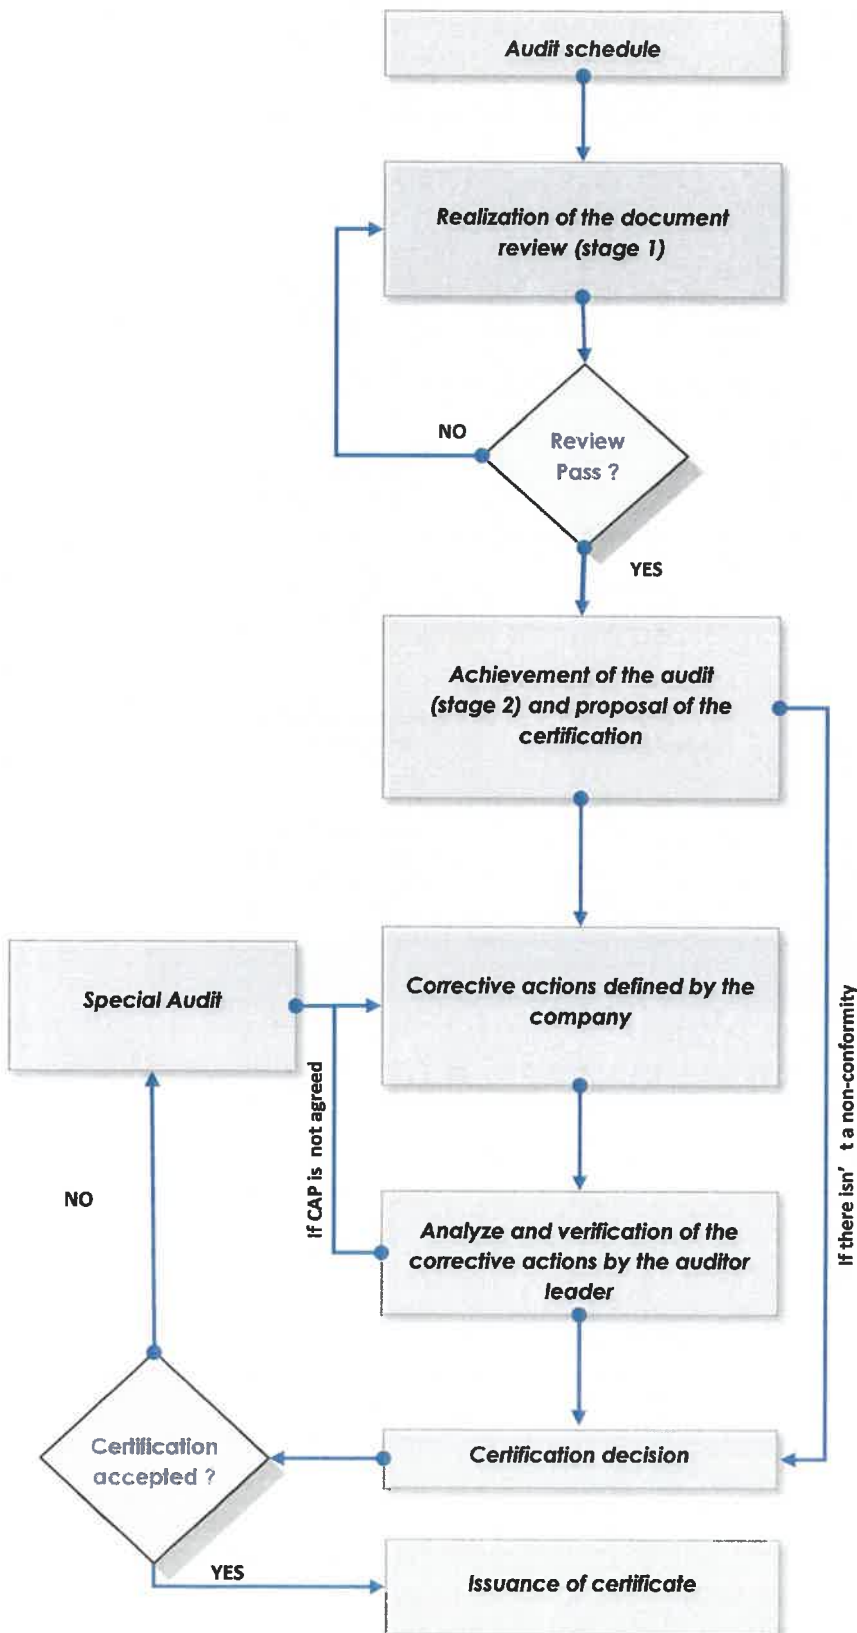 Audit schedule
Realization of the document
review (stage 1)
NO
Review
Pass ?
YES
Achievement of the audit
(stage 2) and proposal of the
certification
Special Audit
Corrective actions defined by the
company
If CAP is  not agreed
If there isn’ t a non-conformity
NO
Analyze and verification of the
corrective actions by the auditor
leader
Certification
accepted ?
Certification decision
YES
Issuance of certificate